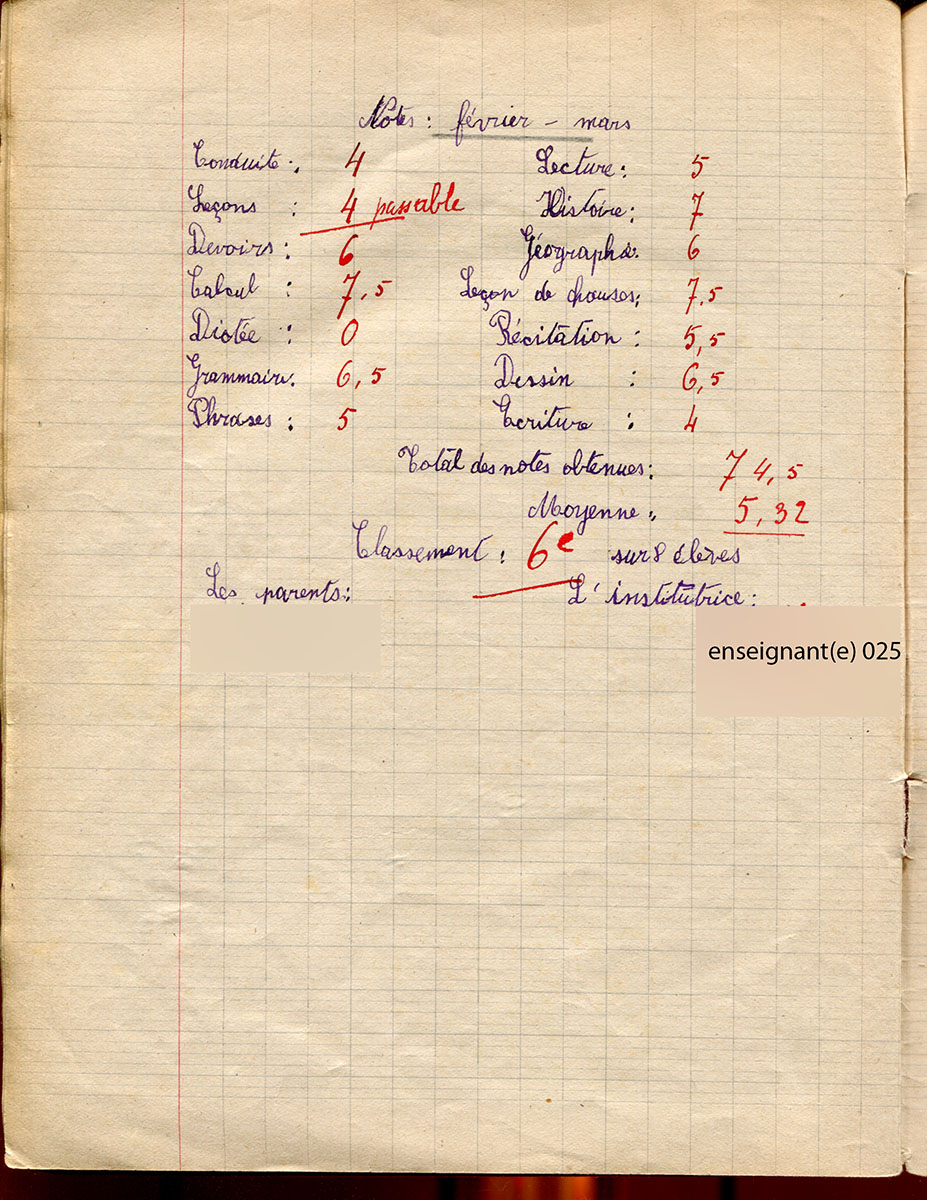 Notes : février - mars
Conduite : 4 Lecture : 5
Leçons : 4 passable Histoire : 7
Devoirs : 6 Géographie. 6
Calcul : 7,5 Leçon de chouses : 7,5
Dictée : 0 Récitation : 5,5
Grammaire. 6,5 Dessin : 6,5
Phrases : 5 Ecriture : 4
Total des notes obtenues : 74,5
Moyenne : 5,32
Classement : 6e sur 8 élèves
Les parents : L'institutrice :
enseignant(e) 025